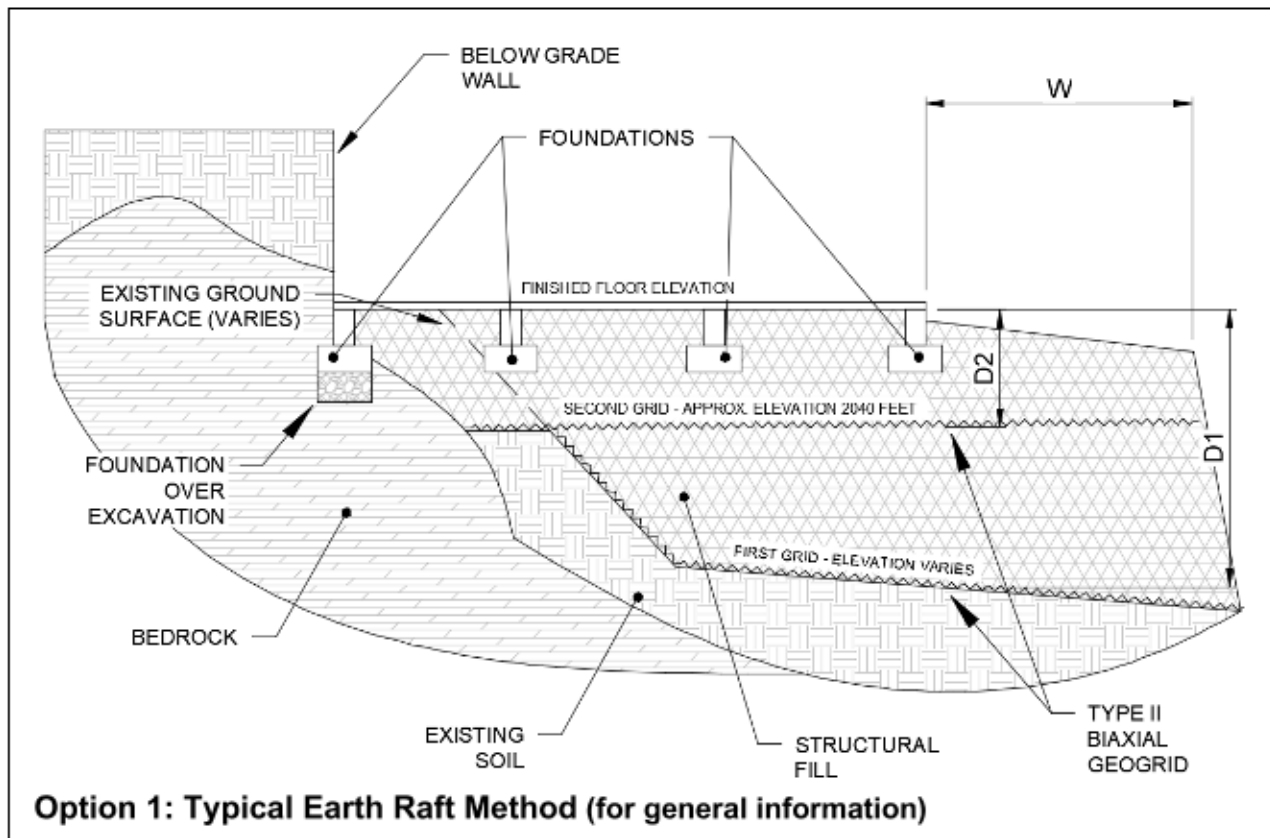 BELOW GRADE
WALL
W
FOUNDATIONS
EXISTING GROUND
SURFACE (VARIES)
FINISHED FLOOR ELEVATION
D2
SECOND GRID - APPROX. ELEVATION 2040 FEET
D1
FOUNDATION
OVER
EXCAVATION
FIRST GRID - ELEVATION VARIES
BEDROCK
EXISTING
SOIL
STRUCTURAL
FILL
TYPE II
BIAXIAL
GEOGRID
Option 1: Typical Earth Raft Method (for general information)